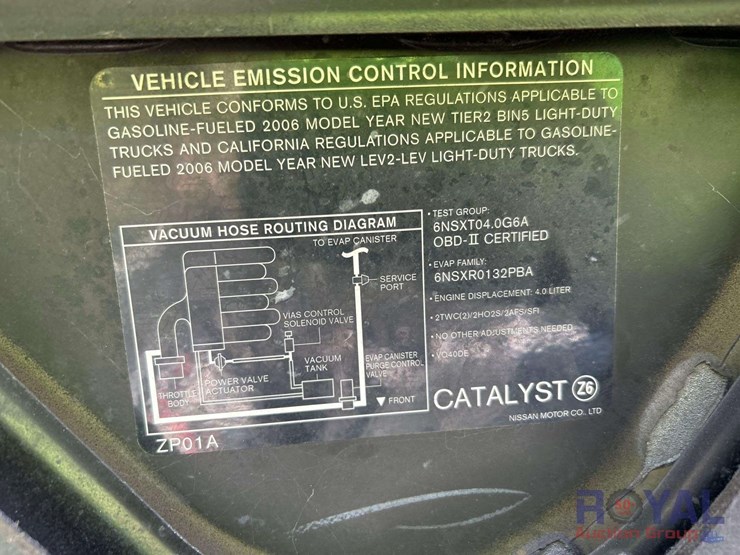 VEHICLE EMISSION CONTROL INFORMATION
THIS VEHICLE CONFORMS TO U.S. EPA REGULATIONS APPLICABLE TO
GASOLINE-FUELED 2006 MODEL YEAR NEW TIER2 BIN5 LIGHT-DUTY
TRUCKS AND CALIFORNIA REGULATIONS APPLICABLE TO GASOLINE-
FUELED 2006 MODEL YEAR NEW LEV2-LEV LIGHT-DUTY TRUCKS.
VACUUM HOSE ROUTING DIAGRAM
TO EVAP CANISTER
SERVICE
PORT
VIAS CONTROL
SOLENOID VALVE
VACUUM
TANK
EVAP CANISTER
PURGE CONTROL
VALVE
POWER VALVE
ACTUATOR
THROTTLE
BODY
▼ FRONT
• TEST GROUP:
6NSXT04.0G6A
OBD-II CERTIFIED
• EVAP FAMILY:
6NSXR0132PBA
• ENGINE DISPLACEMENT: 4.0 LITER
• 2TWC(2)/2HO2S/2AFS/SFI
• NO OTHER ADJUSTMENTS NEEDED
• VQ40DE
CATALYST Z6
NISSAN MOTOR CO., LTD
ZP01A
ROYAL
Auction Group